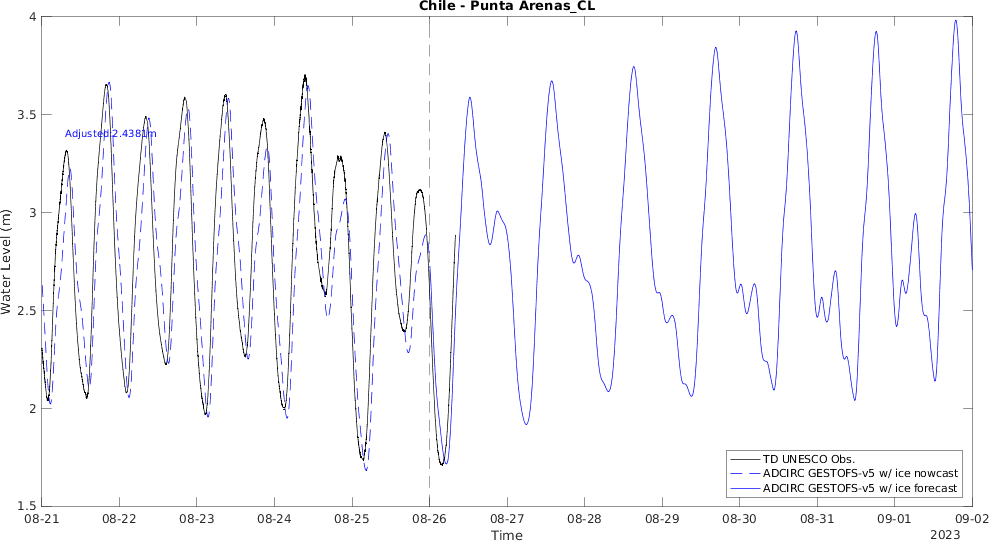 Chile - Punta Arenas_CL
Water Level (m)
4
3.5
3
2.5
2
1.5
Adjusted 2.4381m
TD UNESCO Obs.
ADCIRC GESTOFS-v5 w/ ice nowcast
ADCIRC GESTOFS-v5 w/ ice forecast
08-21 08-22 08-23 08-24 08-25 08-26 08-27 08-28 08-29 08-30 08-31 09-01 09-02
Time
2023